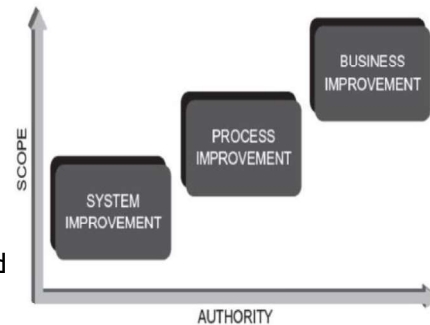 BUSINESS
IMPROVEMENT
PROCESS
IMPROVEMENT
SCOPE
SYSTEM
IMPROVEMENT
d
AUTHORITY